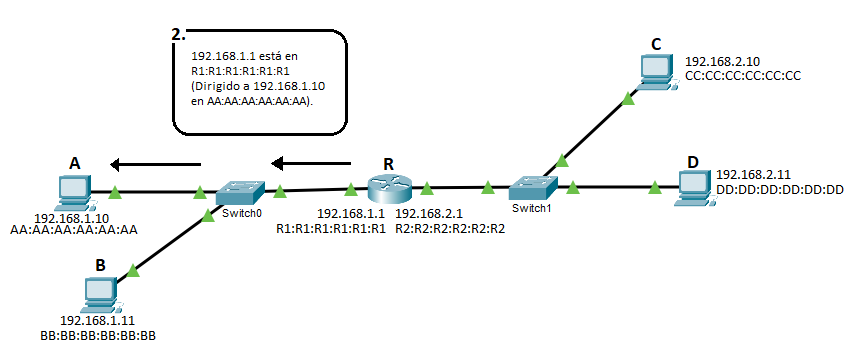 2.
192.168.1.1 está en
R1:R1:R1:R1:R1:R1
(Dirigido a 192.168.1.10
en AA:AA:AA:AA:AA:AA).
C
192.168.2.10
CC:CC:CC:CC:CC:CC
A
R
D
192.168.2.11
DD:DD:DD:DD:DD:DD
Switch0
Switch1
192.168.1.10
AA:AA:AA:AA:AA:AA
192.168.1.1
R1:R1:R1:R1:R1:R1
192.168.2.1
R2:R2:R2:R2:R2:R2
B
192.168.1.11
BB:BB:BB:BB:BB:BB